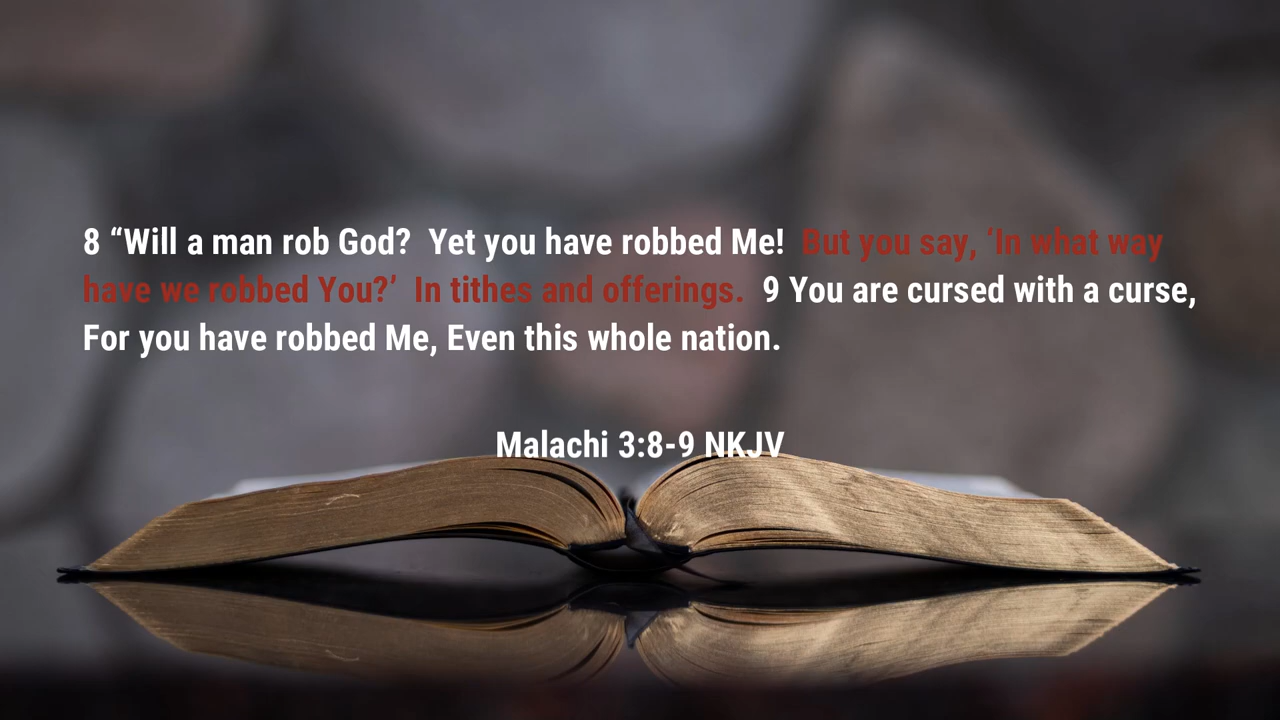 8 “Will a man rob God?  Yet you have robbed Me!  But you say, ‘In what way
have we robbed You?’  In tithes and offerings.  9 You are cursed with a curse,
For you have robbed Me, Even this whole nation.
Malachi 3:8-9 NKJV